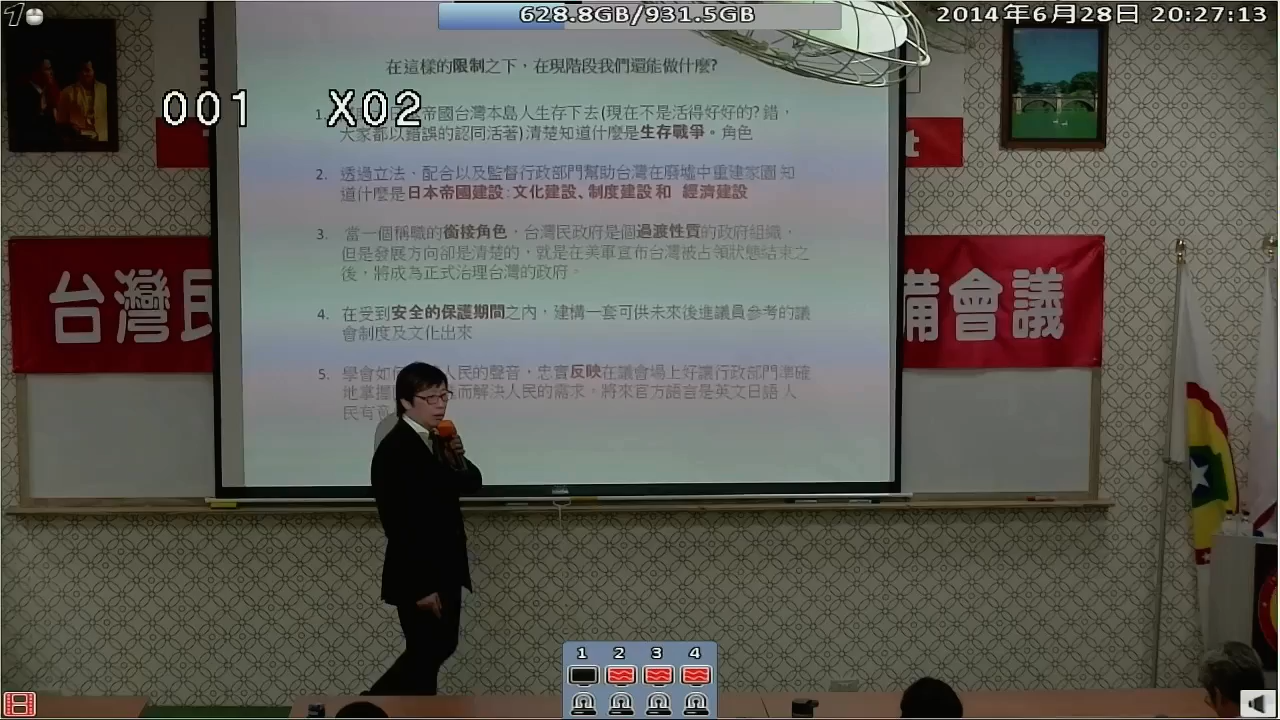 628.8GB/931.5GB
2014年6月28日 20:27:13
001 X02
在這樣的限制之下，在現階段我們還能做什麼?
1.
帝國台灣本島人生存下去(現在不是活得好好的? 錯，
大家都以錯誤的認同活著)清楚知道什麼是生存戰爭。角色
2. 透過立法、配合以及監督行政部門幫助台灣在廢墟中重建家園 知
道什麼是日本帝國建設：文化建設、制度建設 和 經濟建設
3. 當一個稱職的銜接角色，台灣民政府是個過渡性質的政府組織，
但是發展方向卻是清楚的，就是在美軍宣布台灣被占領狀態結束之
後，將成為正式治理台灣的政府。
4. 在受到安全的保護期間之內，建構一套可供未來後進議員參考的議
會制度及文化出來
5. 學會如 人民的聲音，忠實反映在議會場上好讓行政部門準確
地掌握 而解決人民的需求。將來官方語言是英文日語 人
民有
t
台灣民
備會議
1 2 3 4